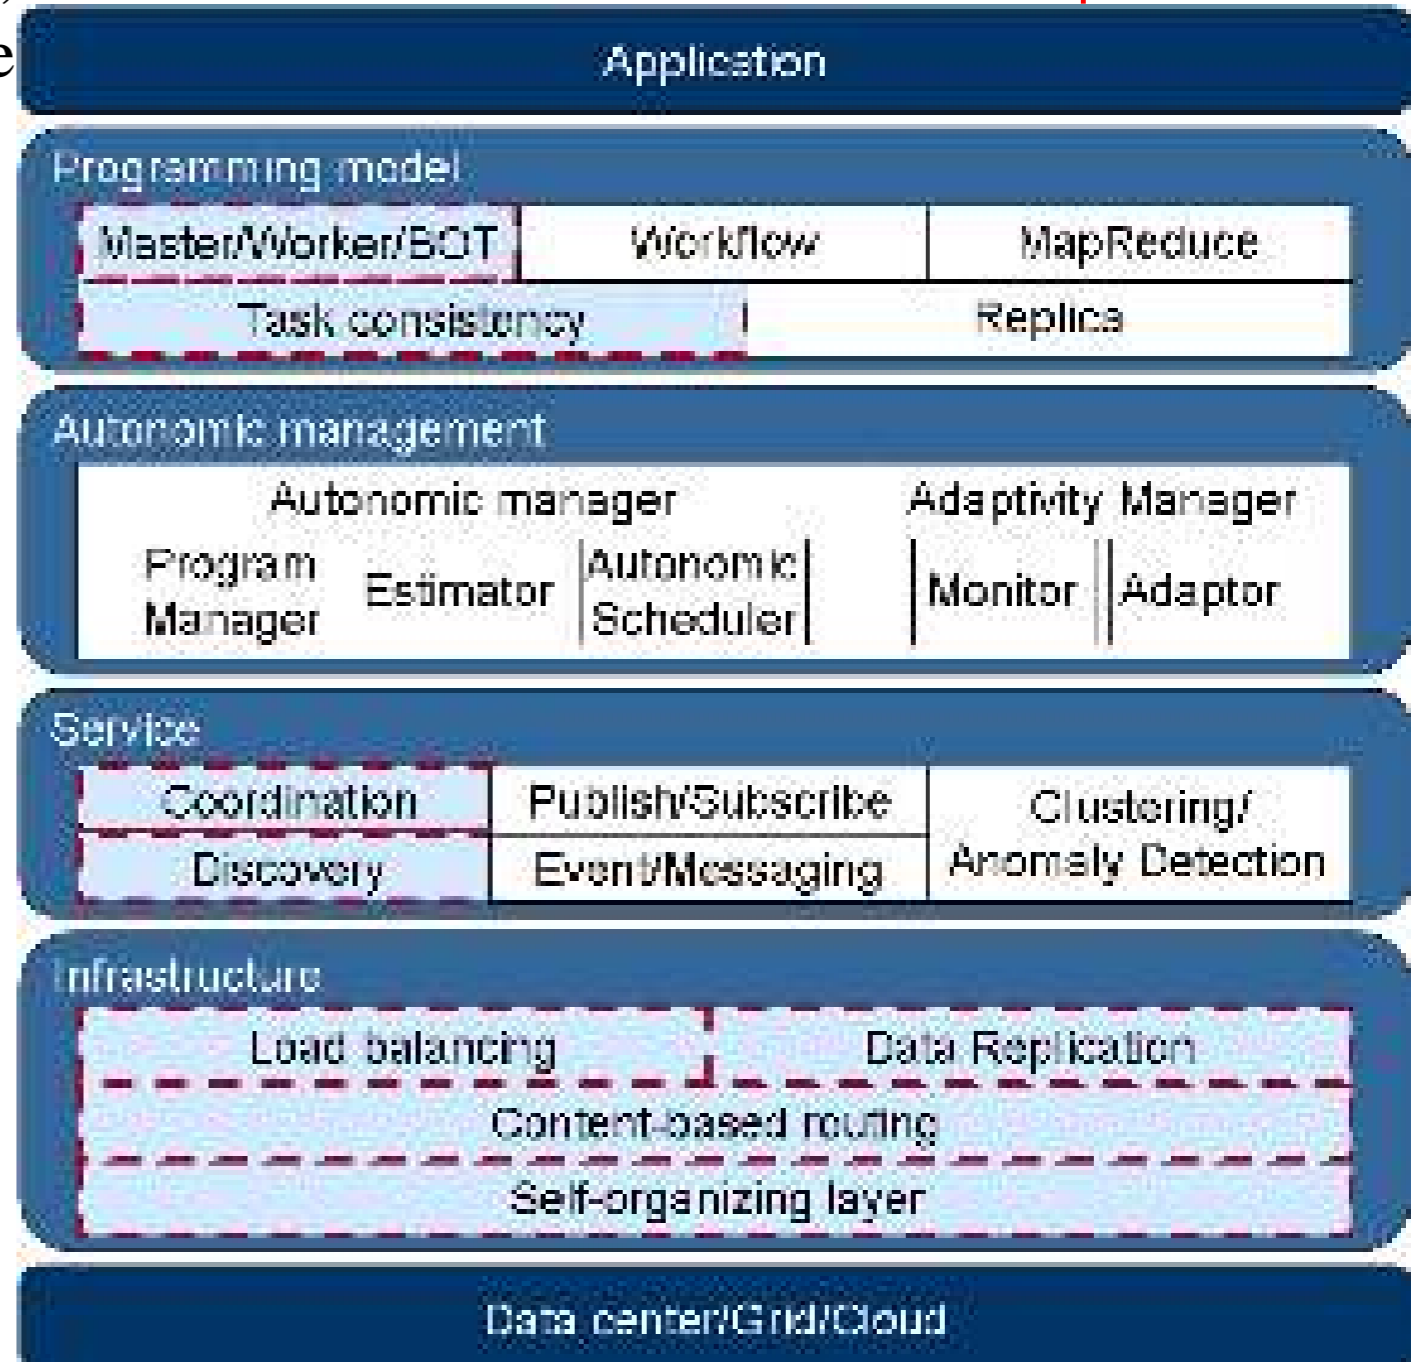 e
Application
Programming model
Master/Worker/BOT
Workflow
MapReduce
Task consistency
Replica
Autonomic management
Autonomic manager
Adaptivity Manager
Program
Manager
Estimator
Autonomic
Scheduler
Monitor
Adaptor
Service
Coordination
Publish/Subscribe
Clustering/
Anomaly Detection
Discovery
Event/Messaging
Infrastructure
Load balancing
Data Replication
Content-based routing
Self-organizing layer
Data center/Grid/Cloud